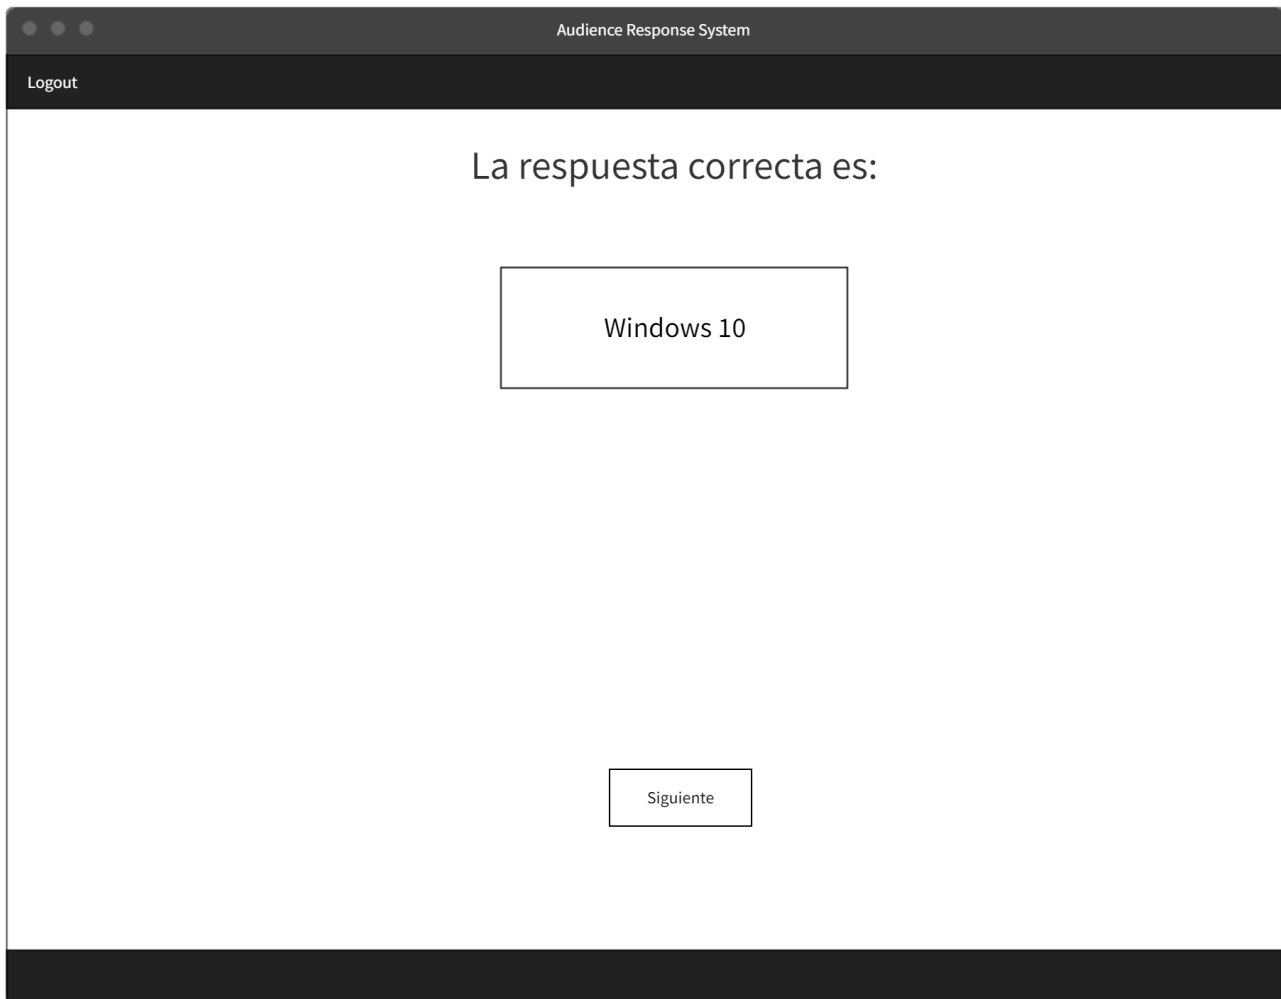 Audience Response System
Logout
La respuesta correcta es:
Windows 10
Siguiente